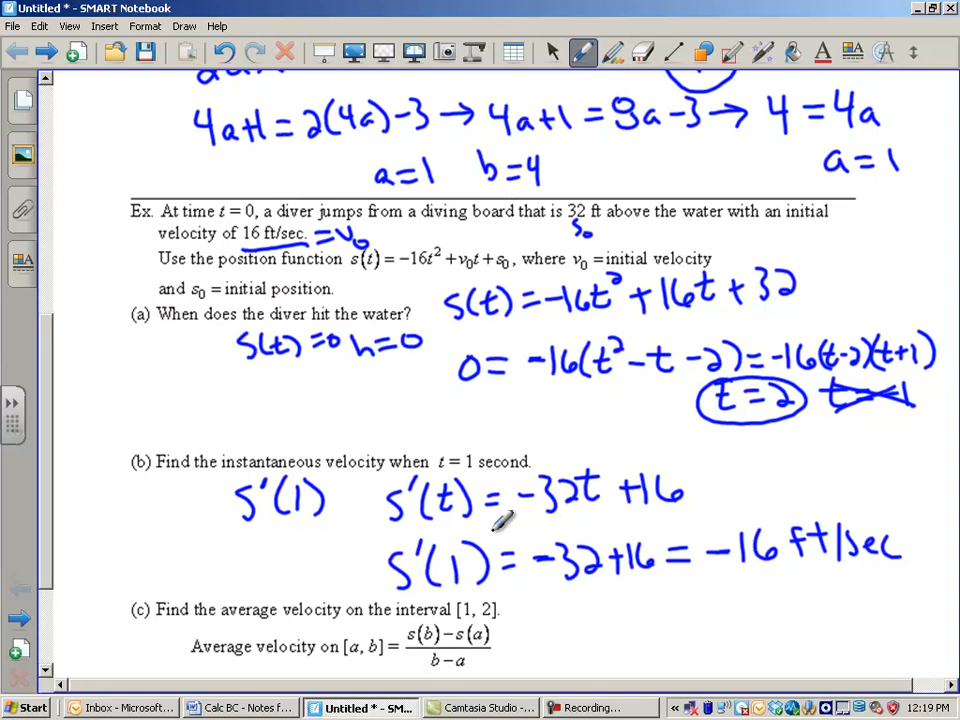 Untitled * - SMART Notebook
File Edit View Insert Format Draw Help
4a+1 = 2(4a) - 3 → 4a+1 = 8a-3 → 4 = 4a
a=1 b=4 a=1
Ex. At time t = 0, a diver jumps from a diving board that is 32 ft above the water with an initial
s₀
velocity of 16 ft/sec. = v₀
Use the position function s(t) = −16t² + v₀t + s₀, where v₀ = initial velocity
and s₀ = initial position.
s(t) = -16t² + 16t + 32
(a) When does the diver hit the water?
s(t) = 0 h = 0
0 = -16(t² - t - 2) = -16(t-2)(t+1)
t = 2 t = -1
(b) Find the instantaneous velocity when t = 1 second.
s'(1) s'(t) = -32t + 16
s'(1) = -32+16 = -16 ft/sec
(c) Find the average velocity on the interval [1, 2].
Average velocity on [a, b] = s(b) − s(a)
b − a
Start Inbox - Microsoft... Calc BC - Notes f... Untitled * - SM... Camtasia Studio -... Recording... 12:19 PM